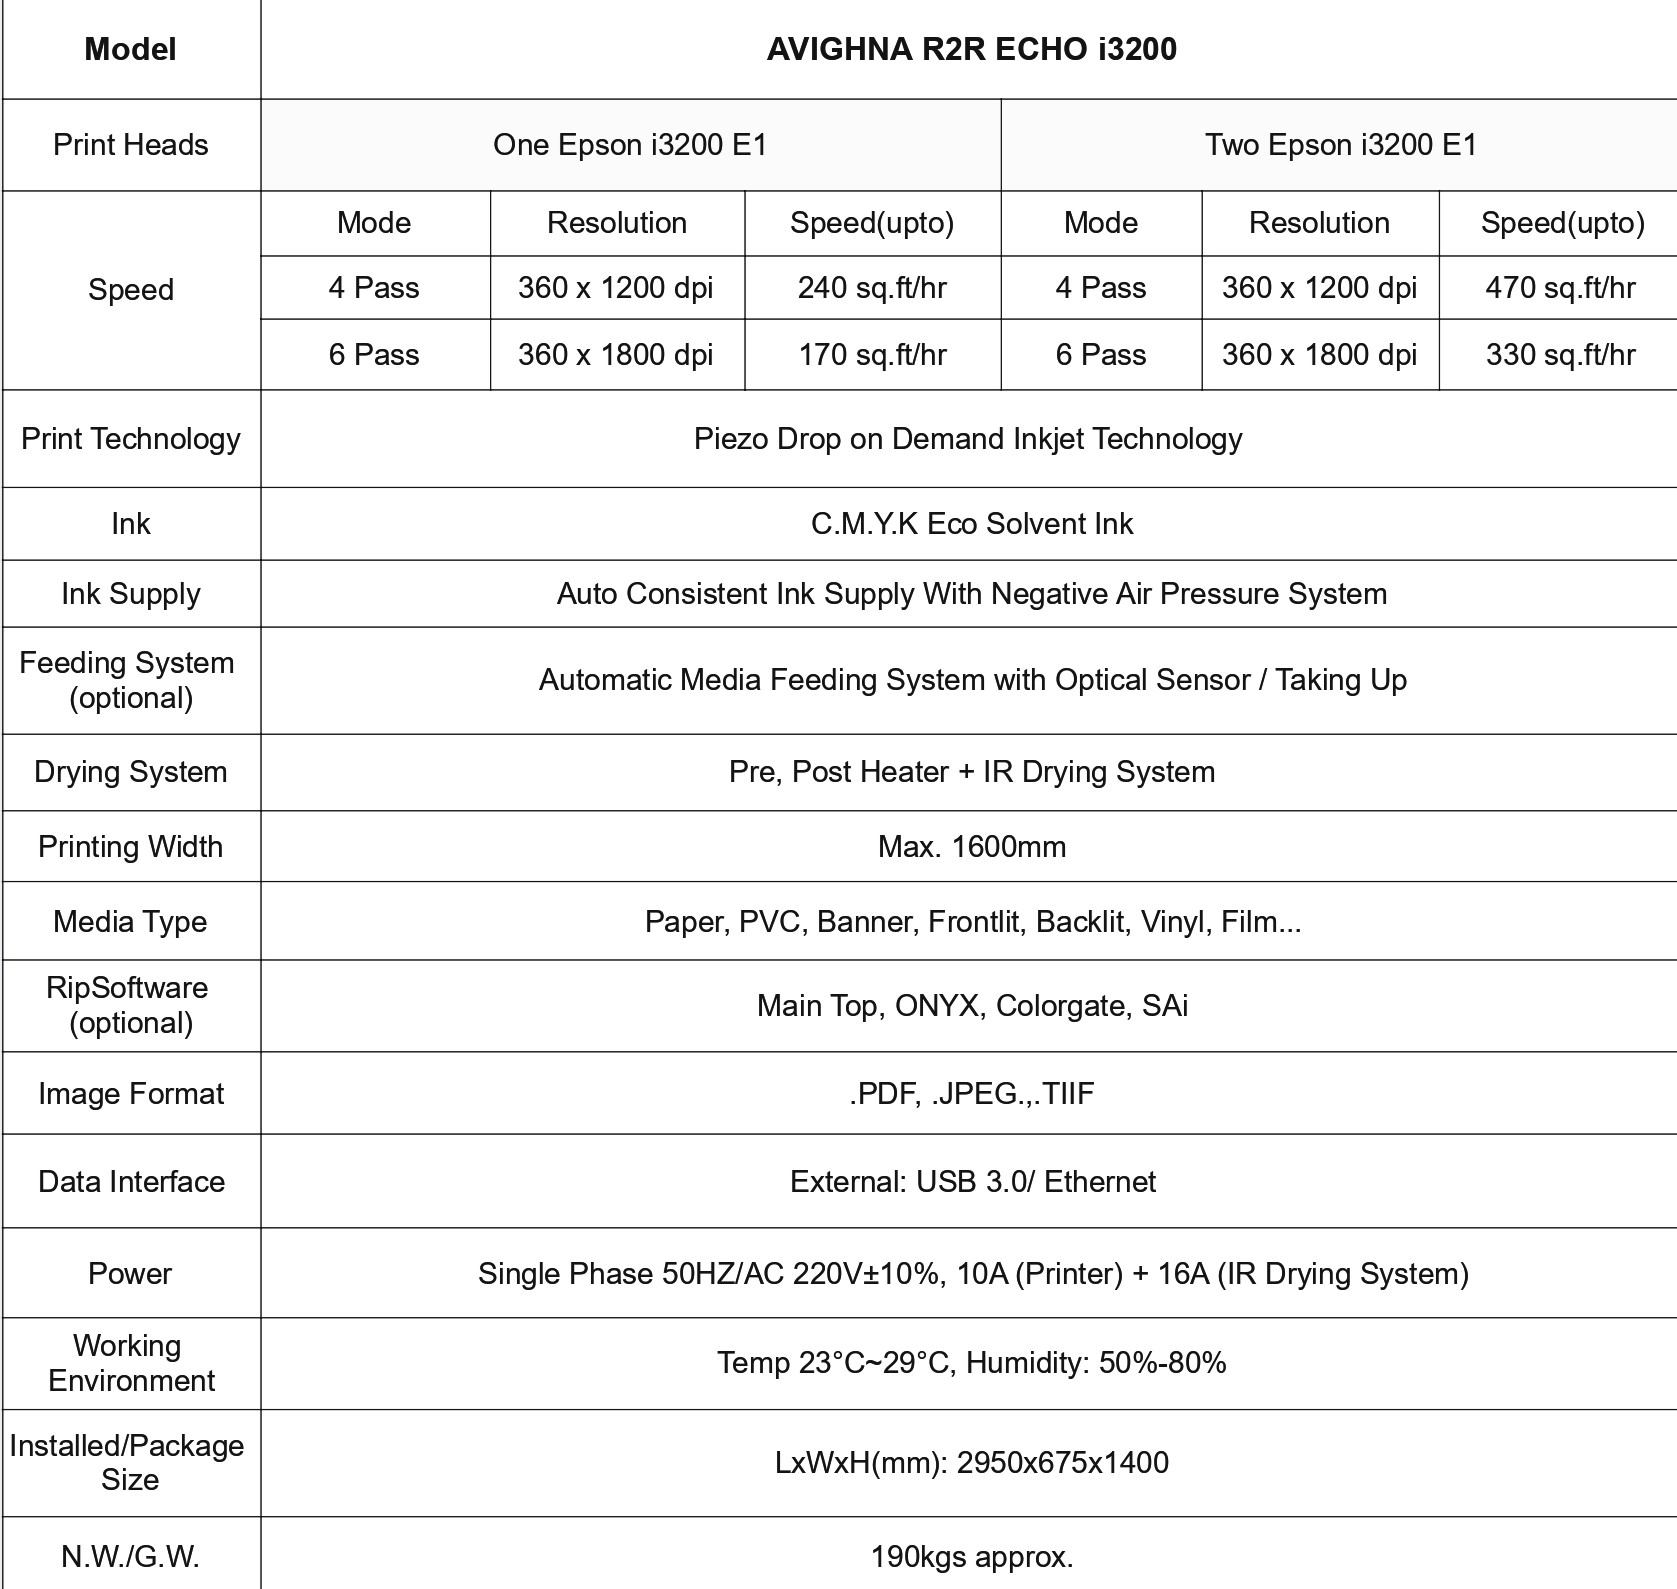 Model
AVIGHNA R2R ECHO i3200
Print Heads
One Epson i3200 E1
Two Epson i3200 E1
Speed
Mode
Resolution
Speed(upto)
Mode
Resolution
Speed(upto)
4 Pass
360 x 1200 dpi
240 sq.ft/hr
4 Pass
360 x 1200 dpi
470 sq.ft/hr
6 Pass
360 x 1800 dpi
170 sq.ft/hr
6 Pass
360 x 1800 dpi
330 sq.ft/hr
Print Technology
Piezo Drop on Demand Inkjet Technology
Ink
C.M.Y.K Eco Solvent Ink
Ink Supply
Auto Consistent Ink Supply With Negative Air Pressure System
Feeding System
(optional)
Automatic Media Feeding System with Optical Sensor / Taking Up
Drying System
Pre, Post Heater + IR Drying System
Printing Width
Max. 1600mm
Media Type
Paper, PVC, Banner, Frontlit, Backlit, Vinyl, Film...
RipSoftware
(optional)
Main Top, ONYX, Colorgate, SAi
Image Format
.PDF, .JPEG.,.TIIF
Data Interface
External: USB 3.0/ Ethernet
Power
Single Phase 50HZ/AC 220V±10%, 10A (Printer) + 16A (IR Drying System)
Working
Environment
Temp 23°C~29°C, Humidity: 50%-80%
Installed/Package
Size
LxWxH(mm): 2950x675x1400
N.W./G.W.
190kgs approx.